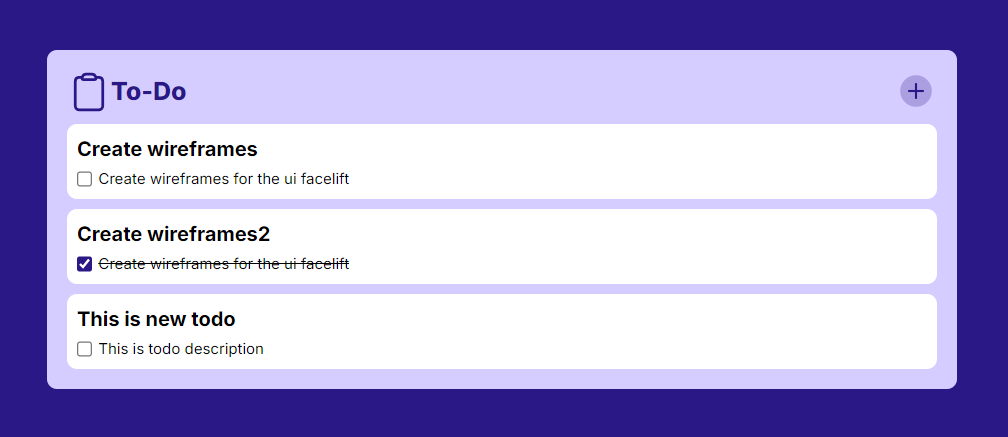 To-Do
Create wireframes
Create wireframes for the ui facelift
Create wireframes2
Create wireframes for the ui facelift
This is new todo
This is todo description